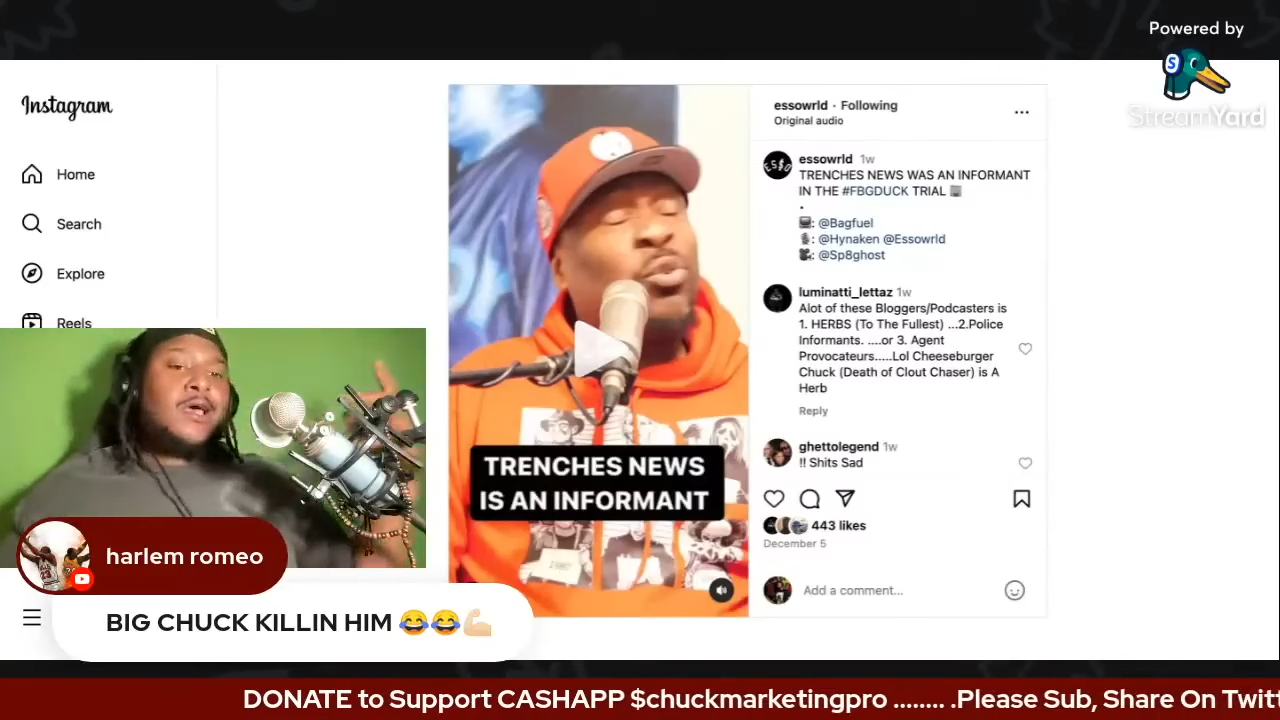 Powered by
StreamYard
Instagram
Home
Search
Explore
Reels
essowrld · Following
Original audio
essowrld 1w
TRENCHES NEWS WAS AN INFORMANT
IN THE #FBGDUCK TRIAL
.
: @Bagfuel
: @Hynaken @Essowrld
: @Sp8ghost
luminatti_lettaz 1w
Alot of these Bloggers/Podcasters is
1. HERBS (To The Fullest) ...2.Police
Informants. ....or 3. Agent
Provocateurs.....Lol Cheeseburger
Chuck (Death of Clout Chaser) is A
Herb
Reply
ghettolegend 1w
!! Shits Sad
443 likes
December 5
Add a comment...
TRENCHES NEWS
IS AN INFORMANT
harlem romeo
BIG CHUCK KILLIN HIM 😂😂💪🏼
DONATE to Support CASHAPP $chuckmarketingpro ........ .Please Sub, Share On Twitt